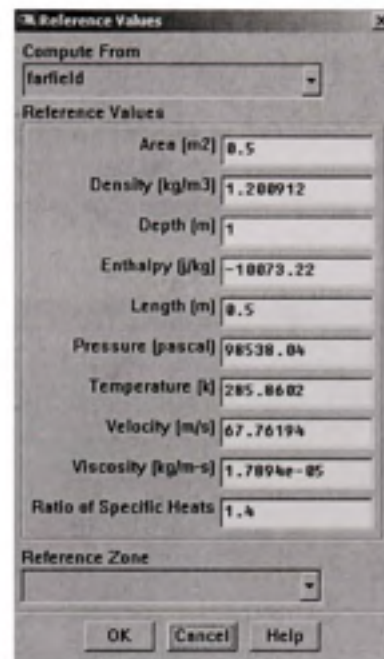 Reference Values
Compute From
farfield
Reference Values
Area (m2) 0.5
Density (kg/m3) 1.200912
Depth (m) 1
Enthalpy (j/kg) -10073.22
Length (m) 0.5
Pressure (pascal) 98538.04
Temperature (k) 285.8602
Velocity (m/s) 67.76194
Viscosity (kg/m-s) 1.7894e-05
Ratio of Specific Heats 1.4
Reference Zone
OK Cancel Help